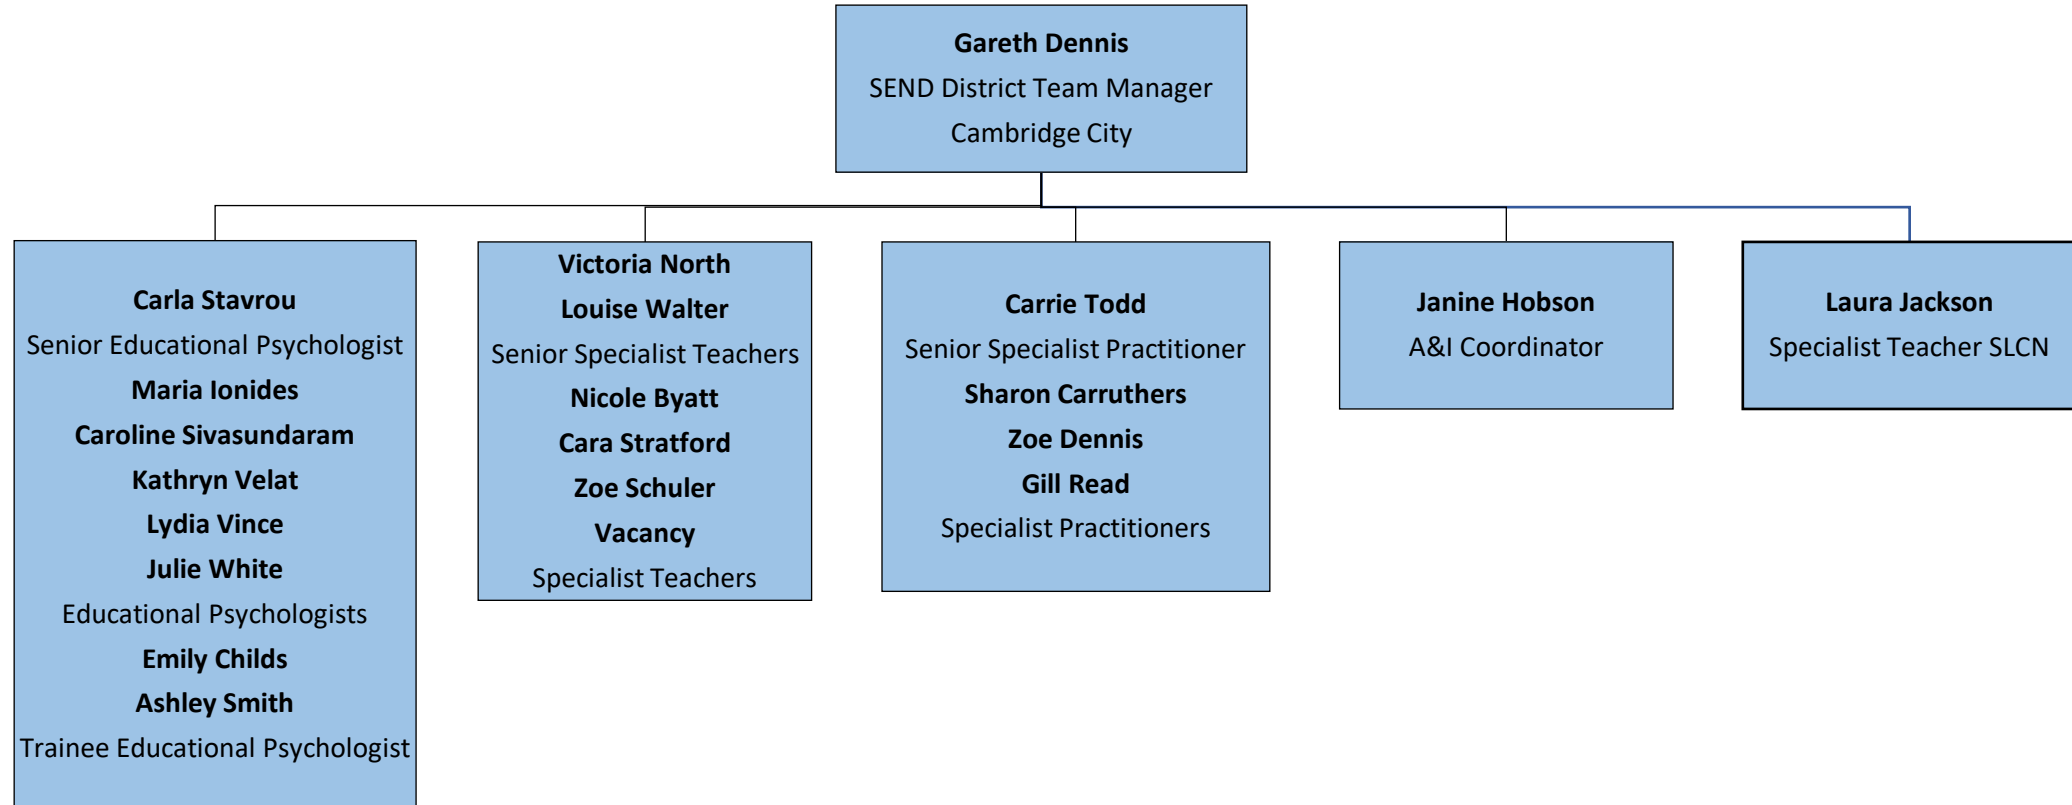 Gareth Dennis
SEND District Team Manager
Cambridge City
Carla Stavrou
Senior Educational Psychologist
Maria Ionides
Caroline Sivasundaram
Kathryn Velat
Lydia Vince
Julie White
Educational Psychologists
Emily Childs
Ashley Smith
Trainee Educational Psychologist
Victoria North
Louise Walter
Senior Specialist Teachers
Nicole Byatt
Cara Stratford
Zoe Schuler
Vacancy
Specialist Teachers
Carrie Todd
Senior Specialist Practitioner
Sharon Carruthers
Zoe Dennis
Gill Read
Specialist Practitioners
Janine Hobson
A&I Coordinator
Laura Jackson
Specialist Teacher SLCN